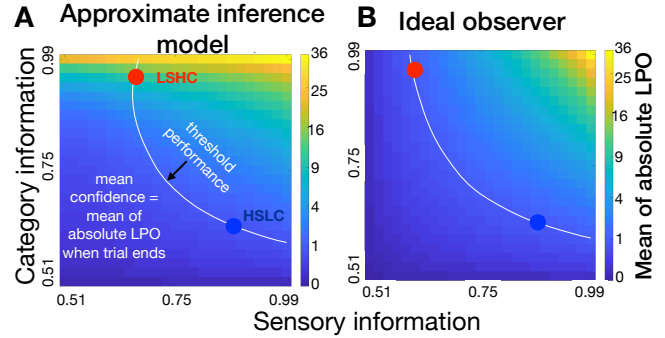 A Approximate inference model
B Ideal observer
Category information
0.99
0.75
0.51
LSHC
threshold performance
HSLC
mean
confidence =
mean of
absolute LPO
when trial ends
0.51 0.75 0.99
36
25
16
9
4
1
0
0.51 0.75 0.99
0.99
0.75
0.51
36
25
16
9
4
1
0
Mean of absolute LPO
Sensory information